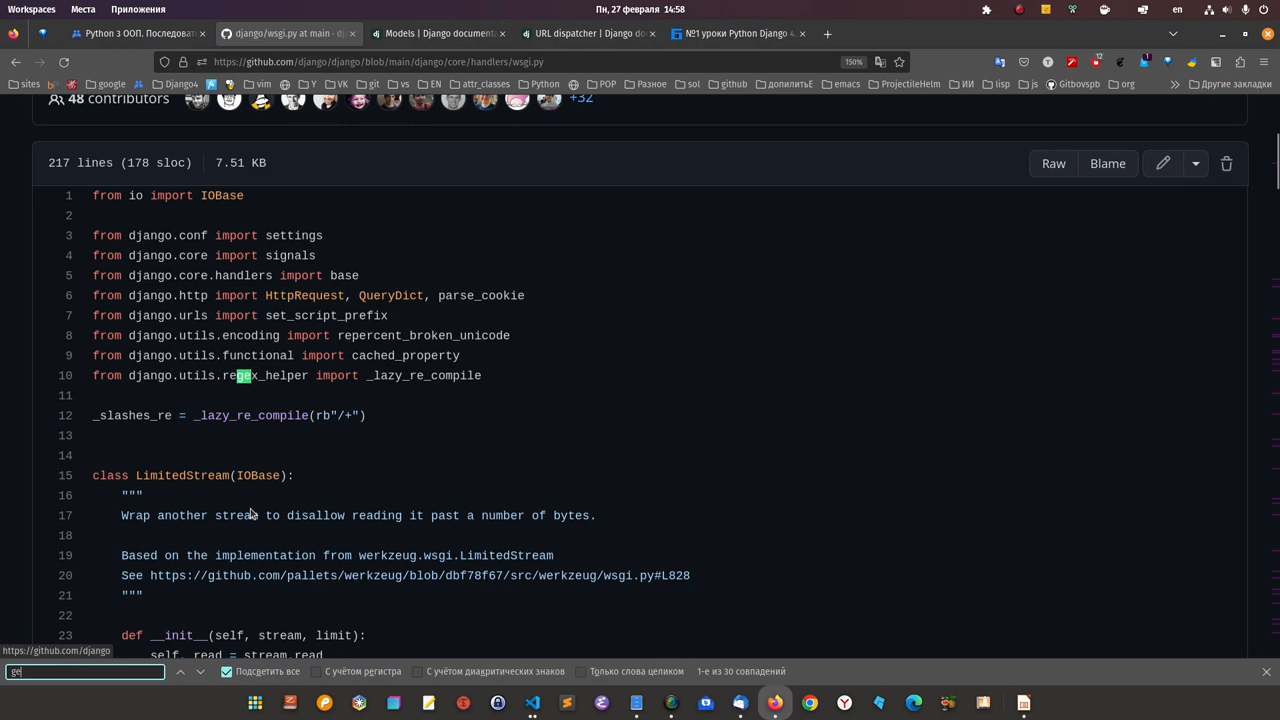 Workspaces Места Приложения Пн, 27 февраля 14:58 en
Python 3 ООП. Последоват × django/wsgi.py at main · dj × Models | Django document × URL dispatcher | Django do × №1 уроки Python Django 4. × +
https://github.com/django/django/blob/main/django/core/handlers/wsgi.py 150% 12 1
sites google Django4 vim Y VK git vs EN attr_classes Python POP Разное sol github допилитьЕ emacs ProjectileHelm ИИ lisp js Gitbovspb org Другие закладки
48 contributors +32
217 lines (178 sloc) 7.51 KB Raw Blame
1 from io import IOBase
2
3 from django.conf import settings
4 from django.core import signals
5 from django.core.handlers import base
6 from django.http import HttpRequest, QueryDict, parse_cookie
7 from django.urls import set_script_prefix
8 from django.utils.encoding import repercent_broken_unicode
9 from django.utils.functional import cached_property
10 from django.utils.regex_helper import _lazy_re_compile
11
12 _slashes_re = _lazy_re_compile(rb"/+")
13
14
15 class LimitedStream(IOBase):
16 """
17 Wrap another stream to disallow reading it past a number of bytes.
18
19 Based on the implementation from werkzeug.wsgi.LimitedStream
20 See https://github.com/pallets/werkzeug/blob/dbf78f67/src/werkzeug/wsgi.py#L828
21 """
22
23 def __init__(self, stream, limit):
self._read = stream.read
https://github.com/django
ge Подсветить все С учётом регистра С учётом диакритических знаков Только слова целиком 1-е из 30 совпадений